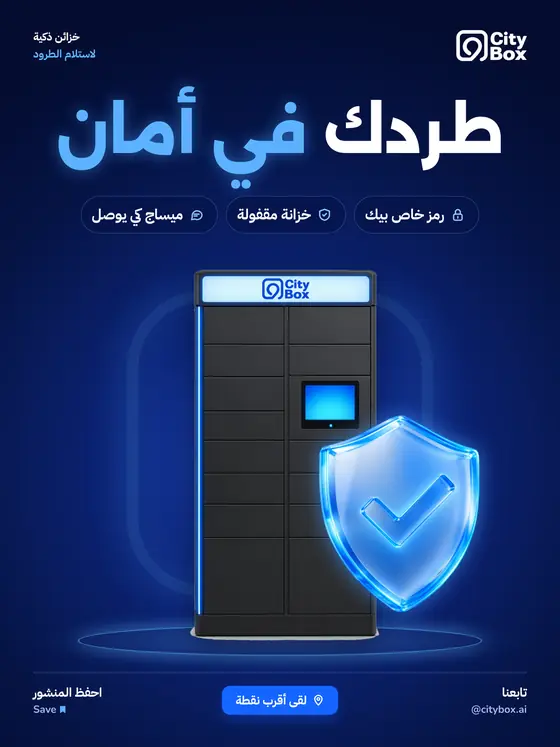 City
Box
خزائن ذكية
لاستلام الطرود
طردك في أمان
رمز خاص بيك
خزانة مقفولة
ميساج كي يوصل
City
Box
تابعنا
@citybox.ai
لقى أقرب نقطة
احفظ المنشور
Save